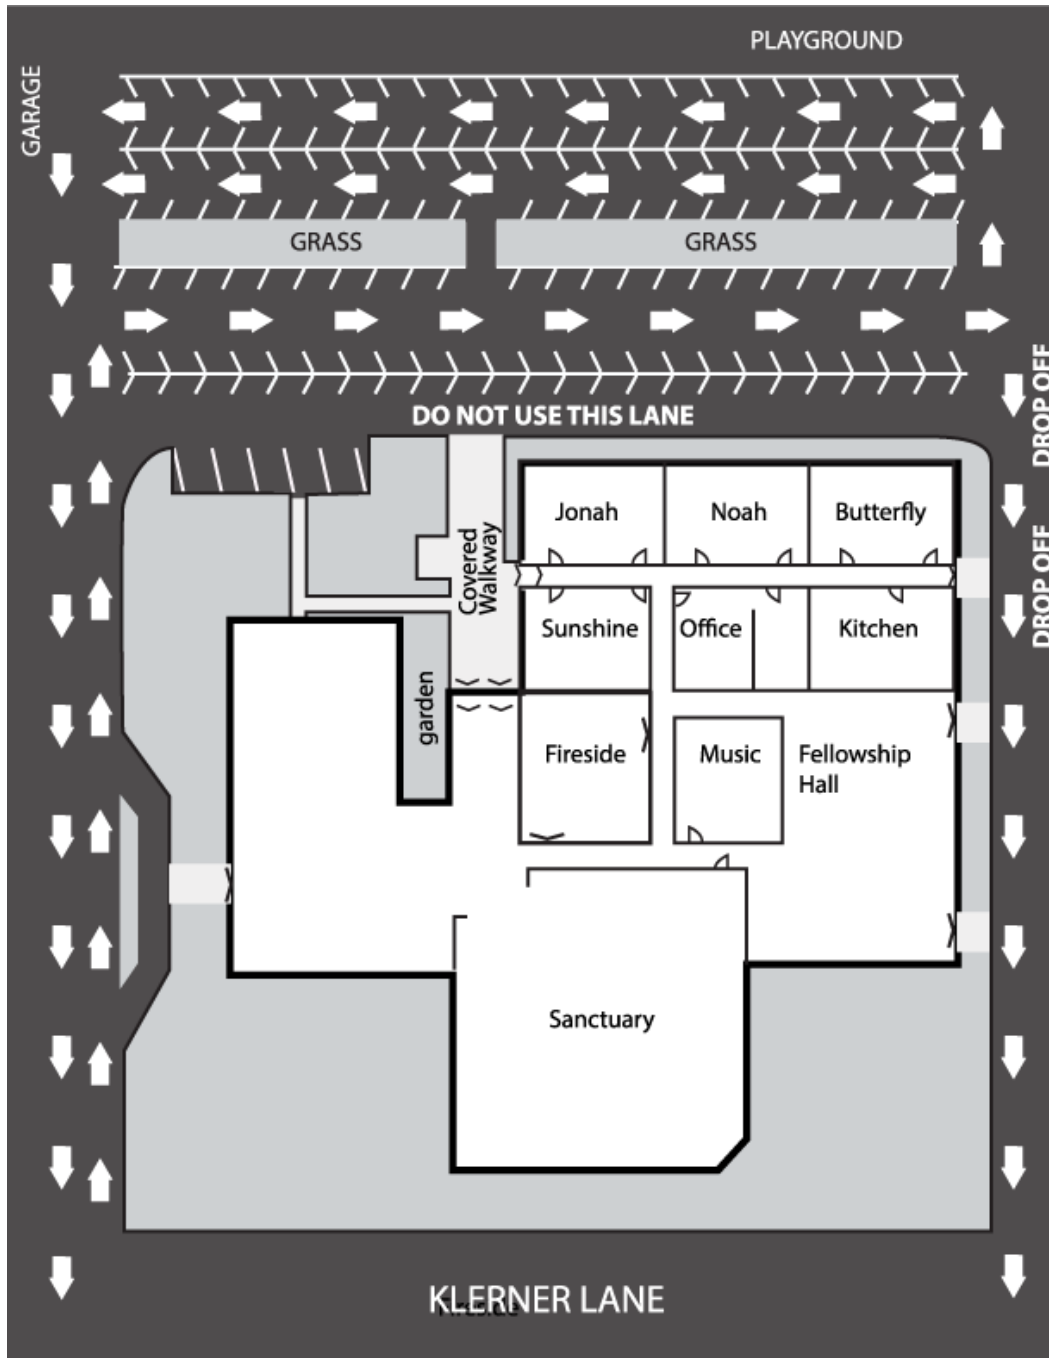 PLAYGROUND
GARAGE
GRASS
GRASS
DROP OFF
DO NOT USE THIS LANE
Jonah
Noah
Butterfly
Covered
Walkway
DROP OFF
Sunshine
Office
Kitchen
garden
Fireside
Music
Fellowship
Hall
Sanctuary
KLERNER LANE
Fireside